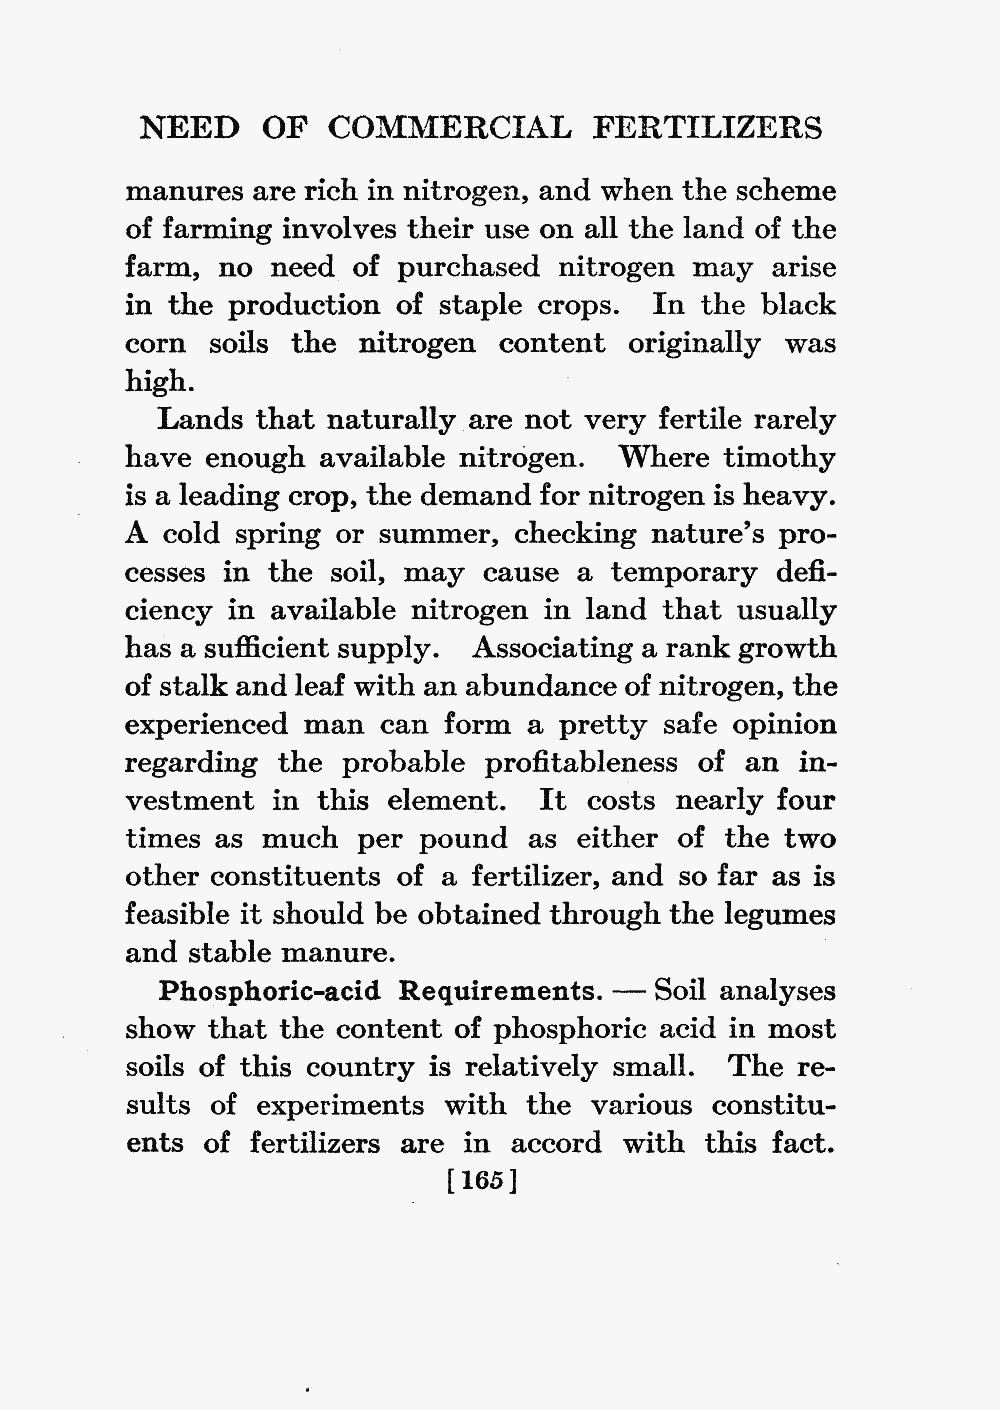 NEED OF COMMERCIAL FERTILIZERS
manures are rich in nitrogen, and when the scheme
of farming involves their use on all the land of the
farm, no need of purchased nitrogen may arise
in the production of staple crops. In the black
corn soils the nitrogen content originally was
high.
Lands that naturally are not very fertile rarely
have enough available nitrogen. Where timothy
is a leading crop, the demand for nitrogen is heavy.
A cold spring or summer, checking nature's pro-
cesses in the soil, may cause a temporary defi-
ciency in available nitrogen in land that usually
has a sufficient supply. Associating a rank growth
of stalk and leaf with an abundance of nitrogen, the
experienced man can form a pretty safe opinion
regarding the probable profitableness of an in-
vestment in this element. It costs nearly four
times as much per pound as either of the two
other constituents of a fertilizer, and so far as is
feasible it should be obtained through the legumes
and stable manure.
Phosphoric-acid Requirements. — Soil analyses
show that the content of phosphoric acid in most
soils of this country is relatively small. The re-
sults of experiments with the various constitu-
ents of fertilizers are in accord with this fact.
[165]